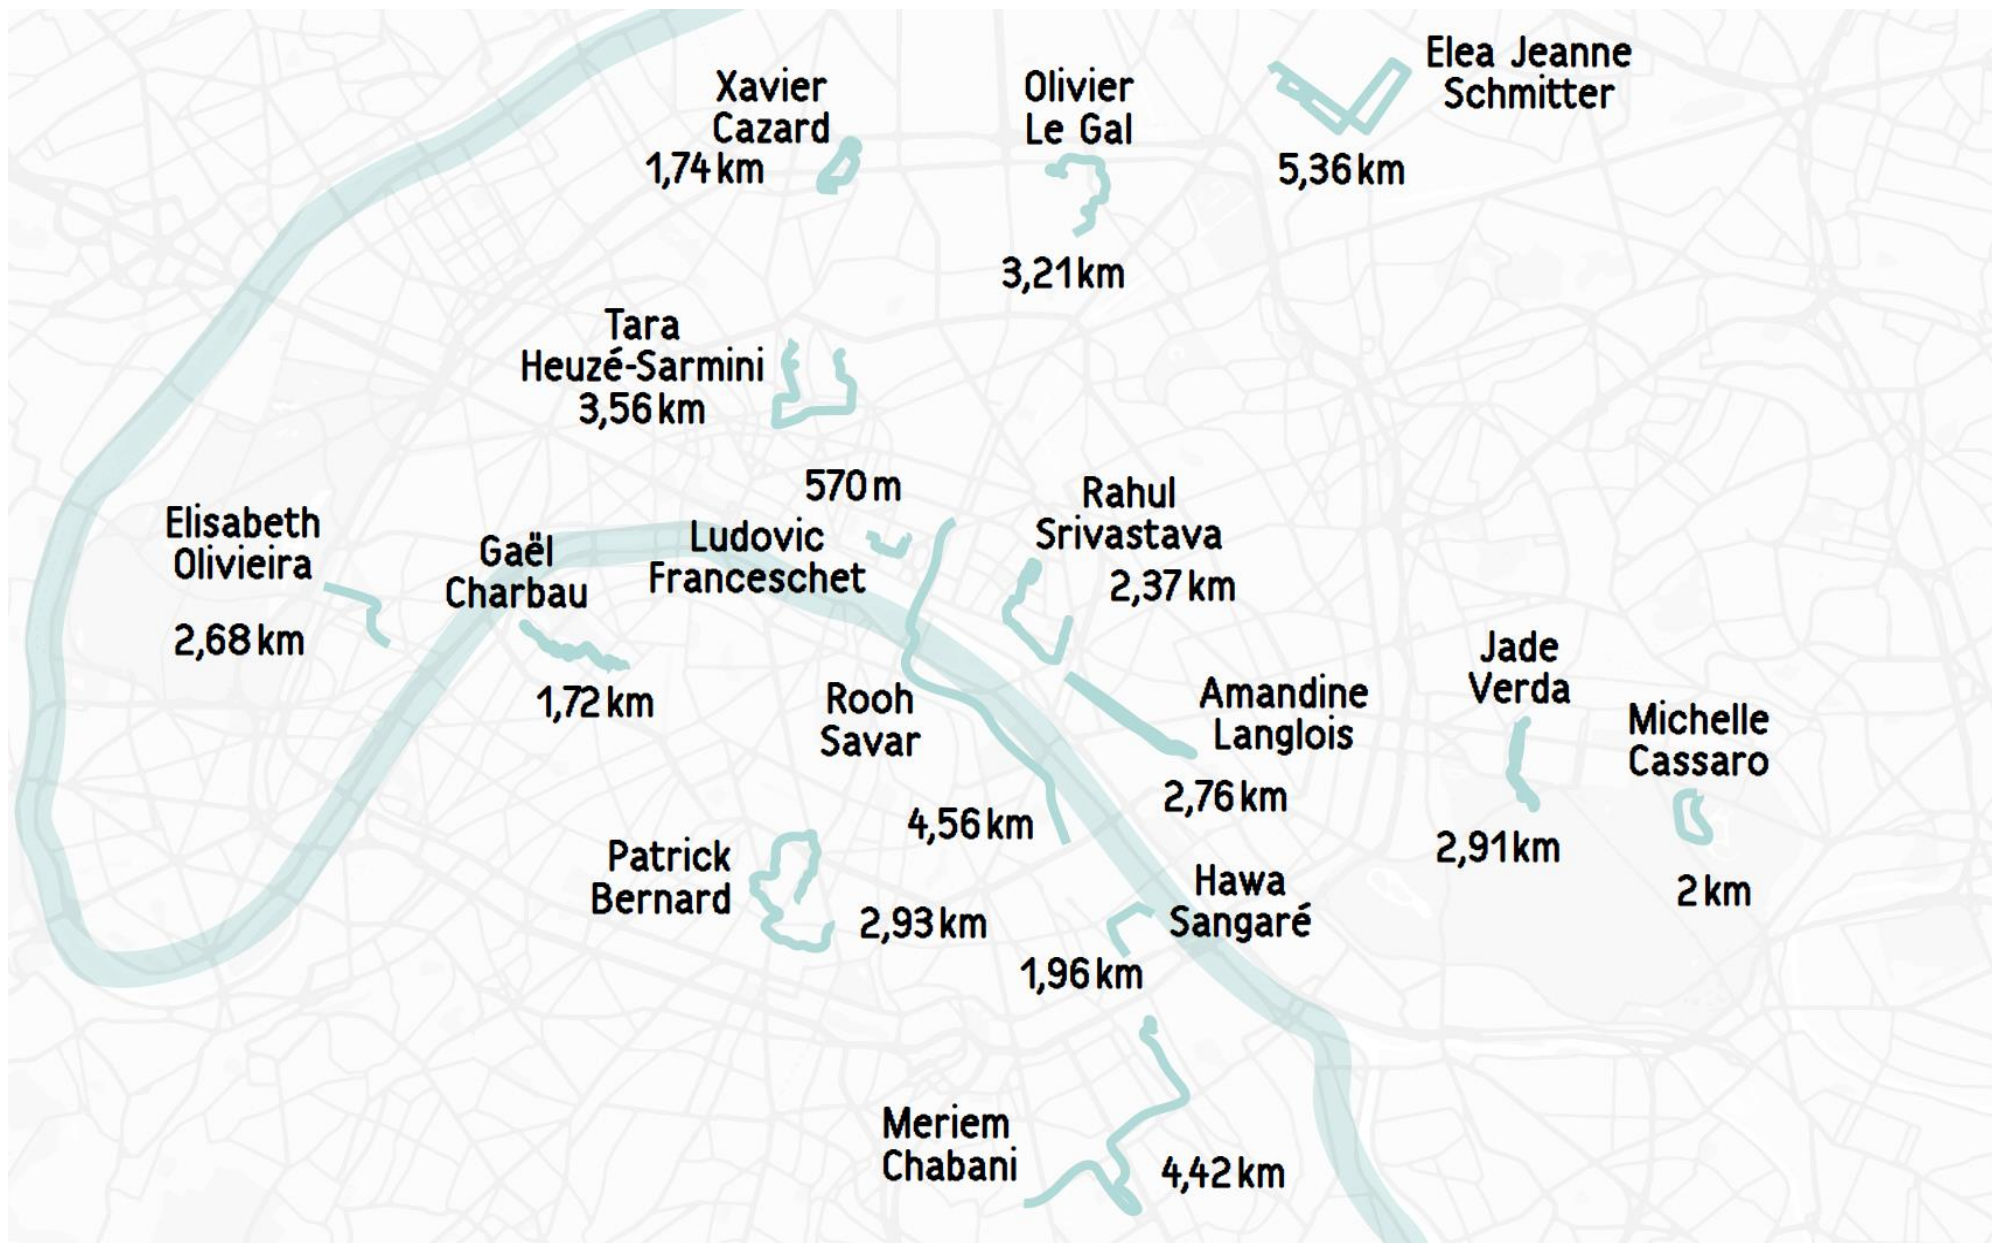 Elea Jeanne
Schmitter
5,36 km
Xavier
Cazard
1,74 km
Olivier
Le Gal
3,21 km
Tara
Heuzé-Sarmini
3,56 km
570 m
Ludovic
Franceschet
Rahul
Srivastava
2,37 km
Elisabeth
Olivieira
2,68 km
Gaël
Charbau
1,72 km
Rooh
Savar
4,56 km
Amandine
Langlois
2,76 km
Jade
Verda
2,91 km
Michelle
Cassaro
2 km
Patrick
Bernard
2,93 km
Hawa
Sangaré
1,96 km
Meriem
Chabani
4,42 km